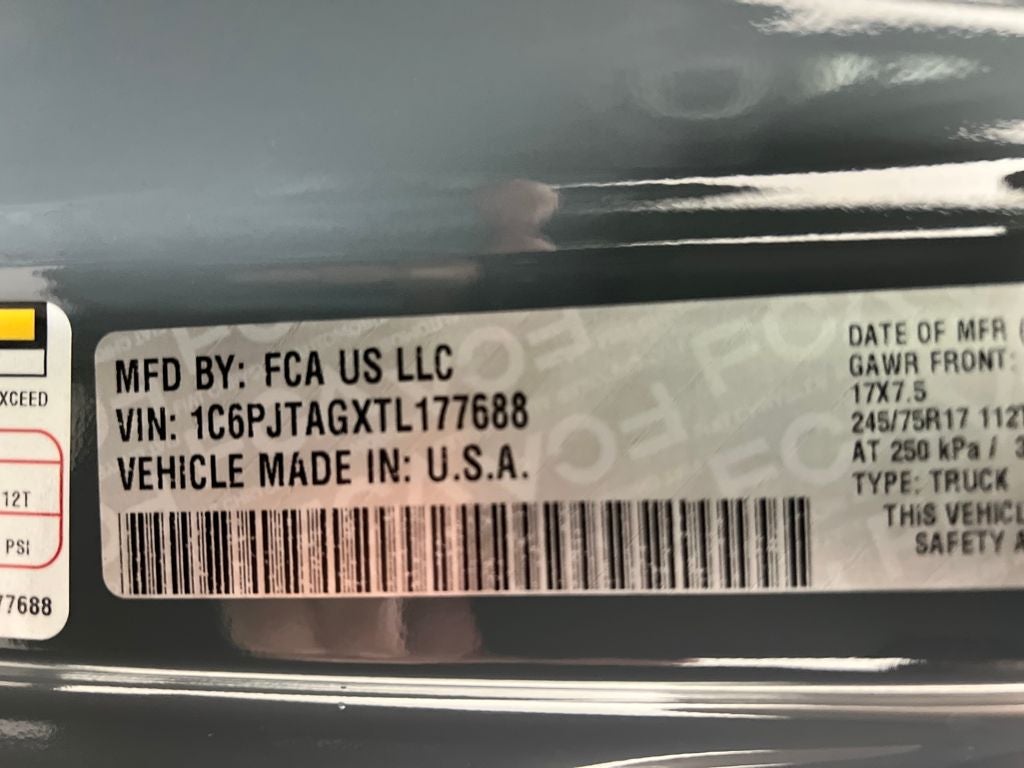 XCEED
12T
PSI
77688
MFD BY: FCA US LLC
VIN: 1C6PJTAGXTL177688
VEHICLE MADE IN: U.S.A.
DATE OF MFR
GAWR FRONT:
17X7.5
245/75R17 112T
AT 250 kPa / 3
TYPE: TRUCK
THIS VEHICL
SAFETY A